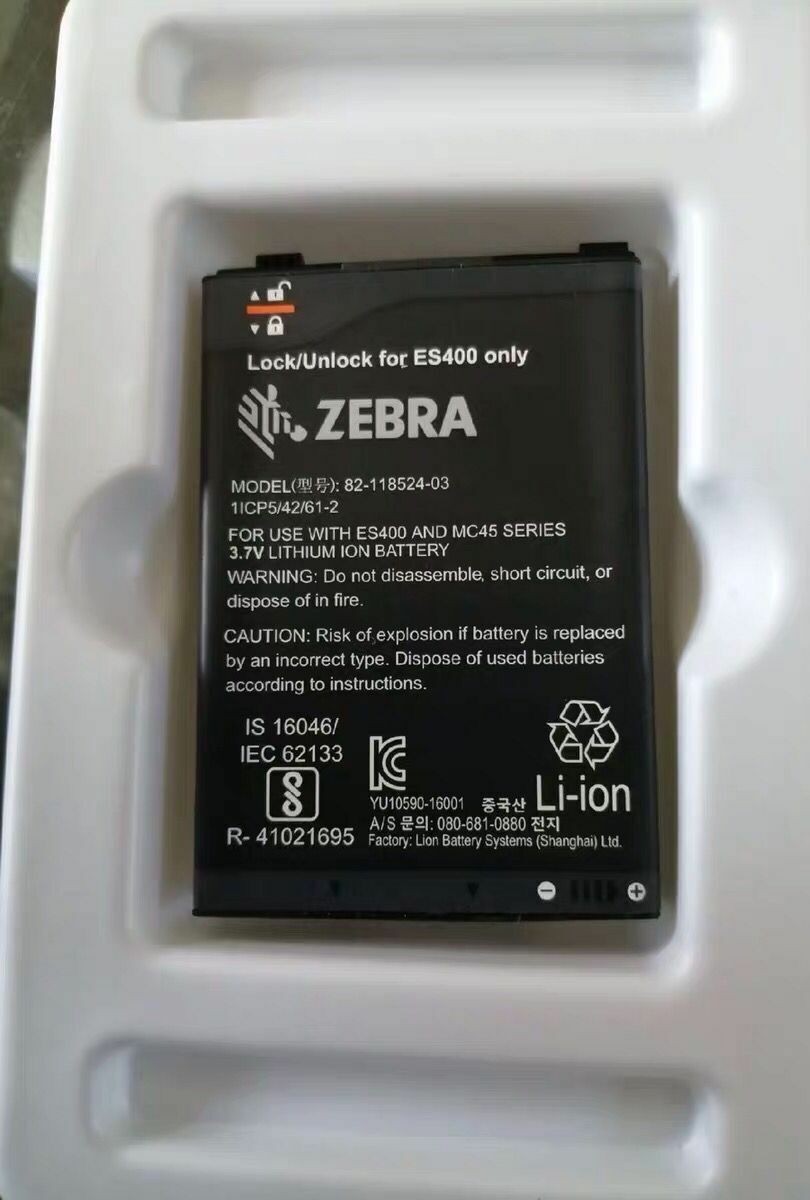 Lock/Unlock for ES400 only
ZEBRA
MODEL(型号): 82-118524-03
1ICP5/42/61-2
FOR USE WITH ES400 AND MC45 SERIES
3.7V LITHIUM ION BATTERY
WARNING: Do not disassemble, short circuit, or
dispose of in fire.
CAUTION: Risk of explosion if battery is replaced
by an incorrect type. Dispose of used batteries
according to instructions.
IS 16046/
IEC 62133
R- 41021695
YU10590-16001 중국산
Li-ion
A/S 문의: 080-681-0880 전지
Factory: Lion Battery Systems (Shanghai) Ltd.